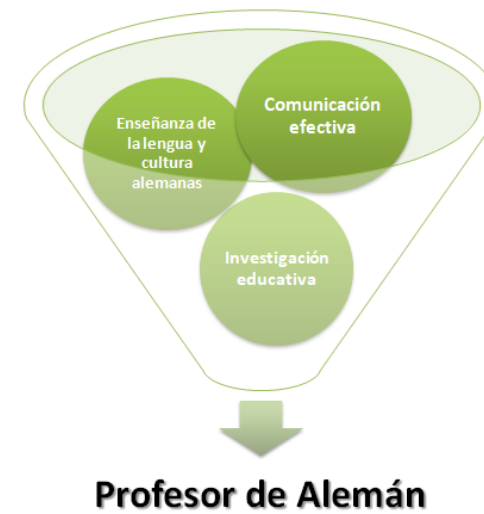 Enseñanza de
la lengua y
cultura
alemanas
Comunicación
efectiva
Investigación
educativa
Profesor de Alemán